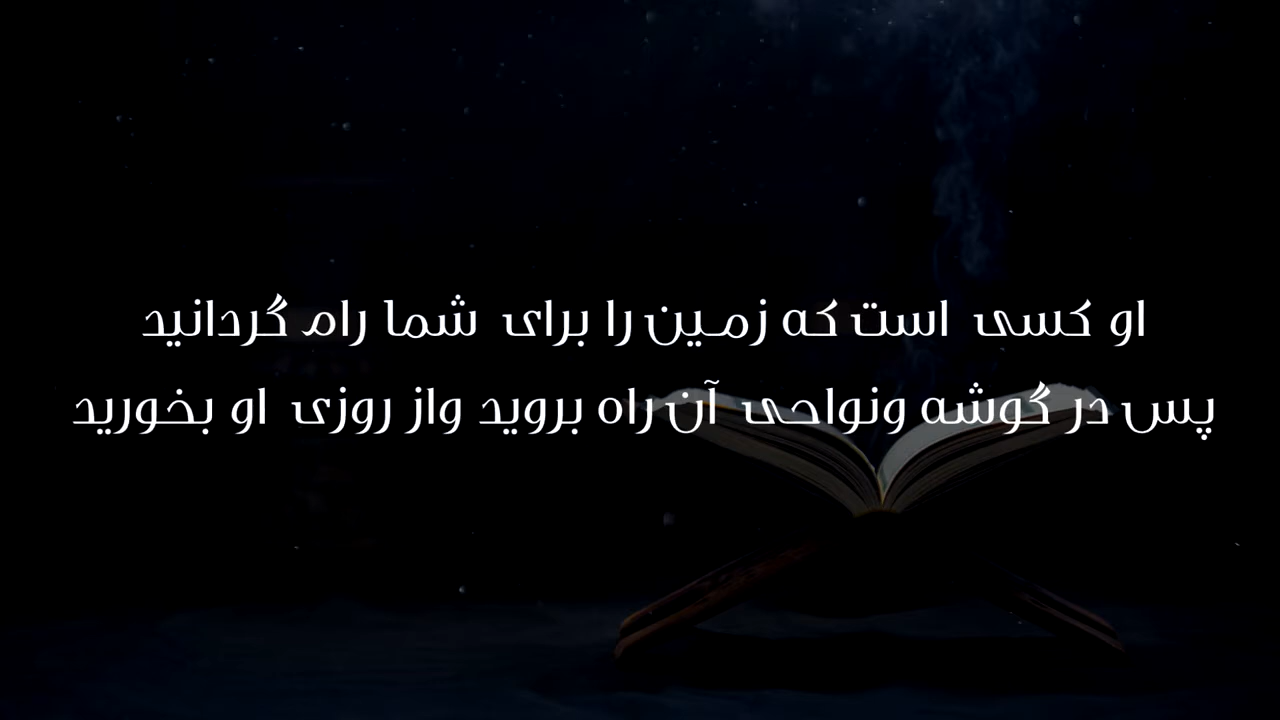 او کسی است که زمین را برای شما رام گردانید
پس در گوشه ونواحی آن راه بروید واز روزی او بخورید